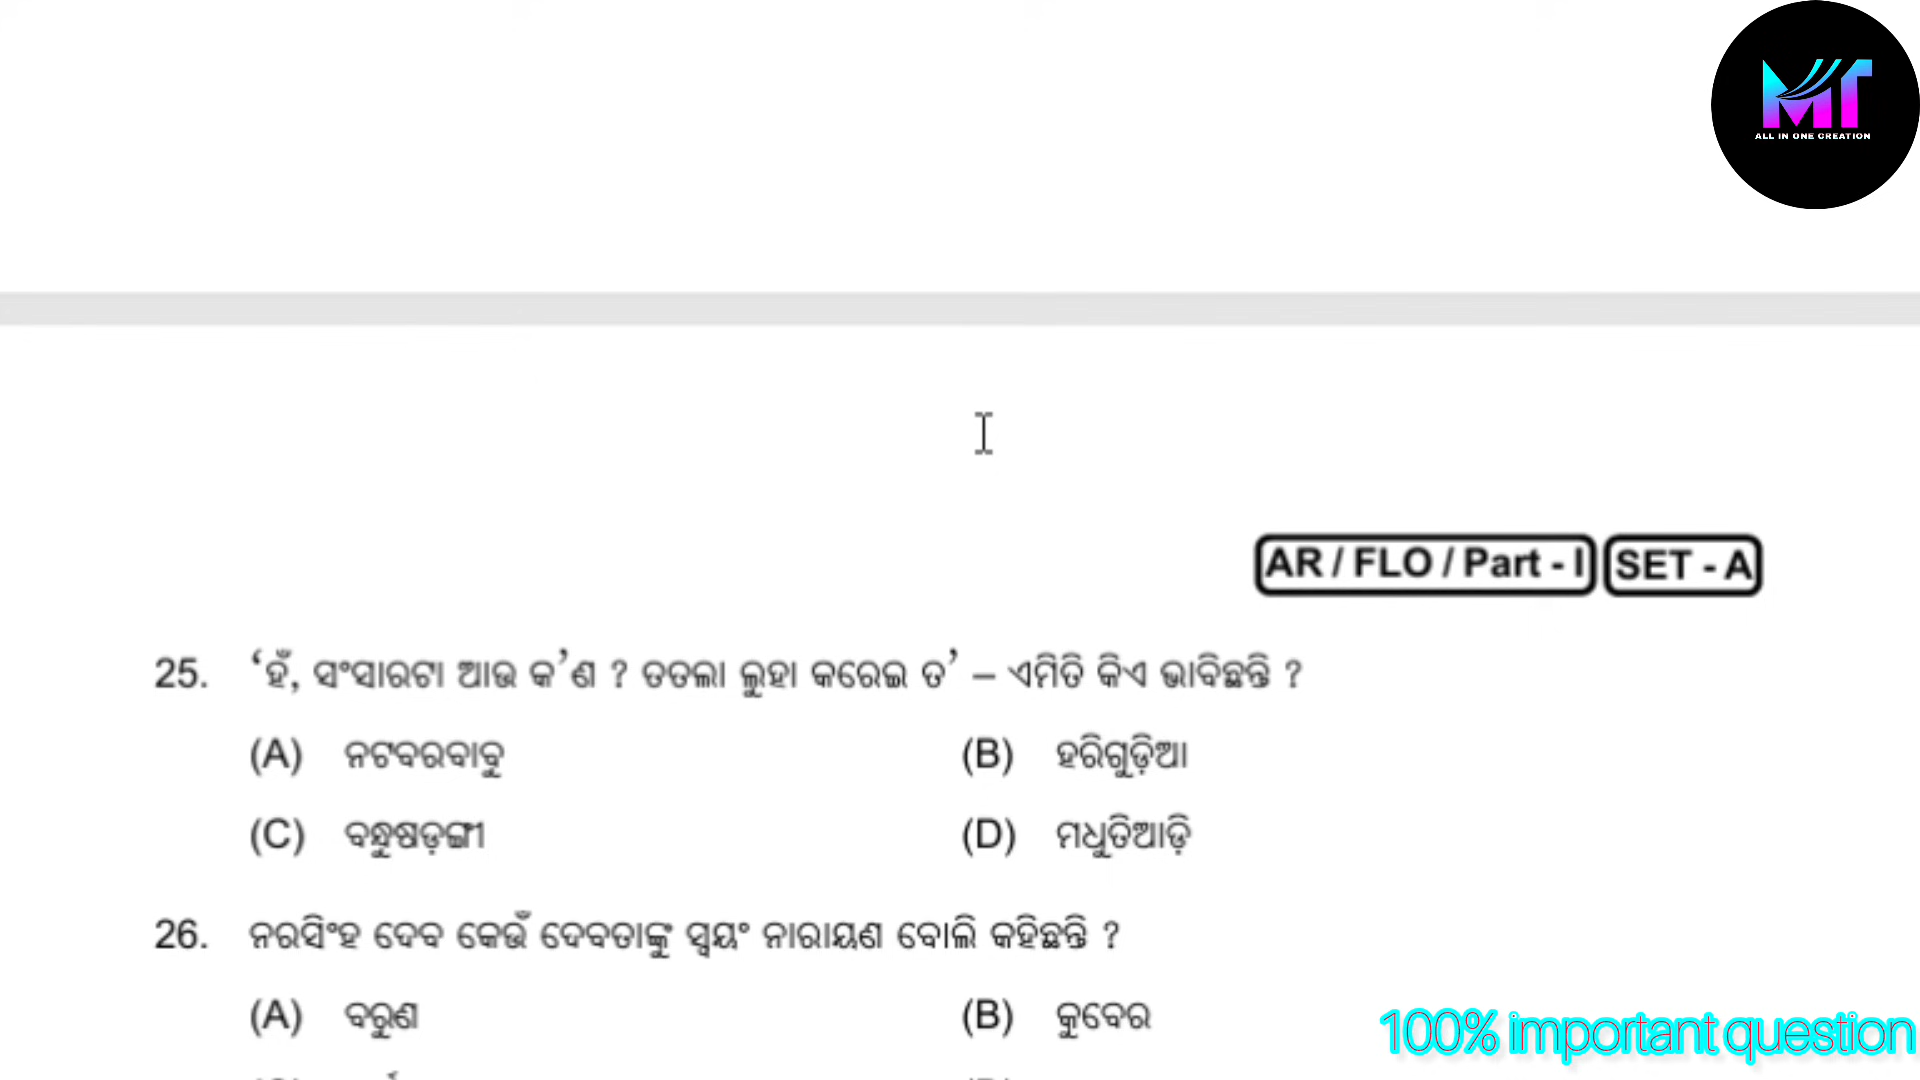 MT
ALL IN ONE CREATION
AR / FLO / Part - I SET - A
25. ‘ହଁ, ସଂସାରଟା ଆଉ କ’ଣ ? ତତଲା ଲୁହା କରେଇ ତ’ – ଏମିତି କିଏ ଭାବିଛନ୍ତି ?
(A) ନଟବରବାବୁ (B) ହରିଗୁଡ଼ିଆ
(C) ବନ୍ଧୁଷଡ଼ଙ୍ଗୀ (D) ମଧୁତିଆଡ଼ି
26. ନରସିଂହ ଦେବ କେଉଁ ଦେବତାଙ୍କୁ ସ୍ୱୟଂ ନାରାୟଣ ବୋଲି କହିଛନ୍ତି ?
(A) ବରୁଣ (B) କୁବେର
100% important question